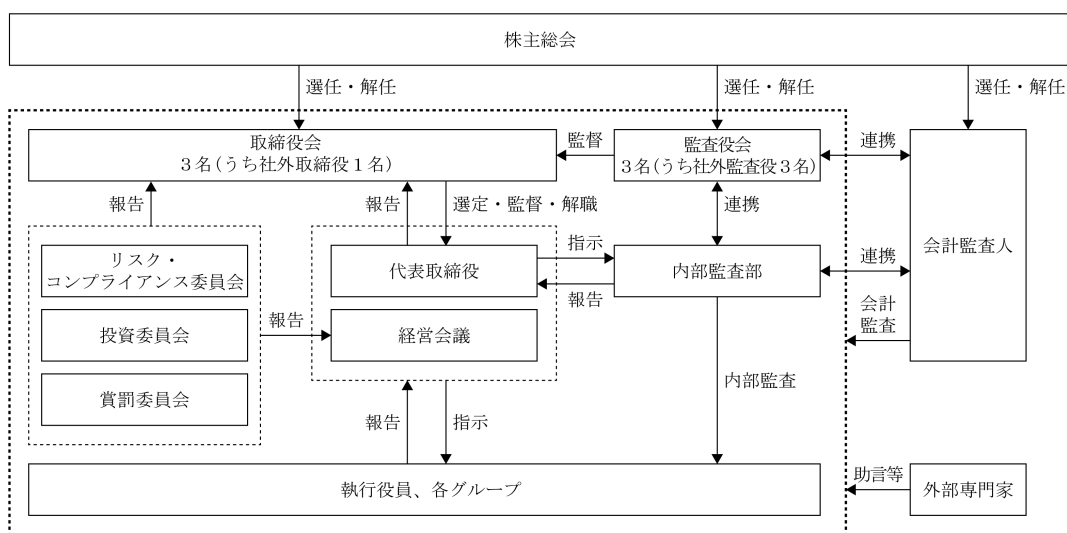 株主総会
選任・解任
選任・解任
選任・解任
取締役会
３名（うち社外取締役１名）
監督
監査役会
３名（うち社外監査役３名）
連携
会計監査人
報告
報告
選定・監督・解職
連携
リスク・
コンプライアンス委員会
投資委員会
賞罰委員会
報告
代表取締役
経営会議
指示
報告
内部監査部
連携
会計
監査
内部監査
報告
指示
執行役員、各グループ
助言等
外部専門家